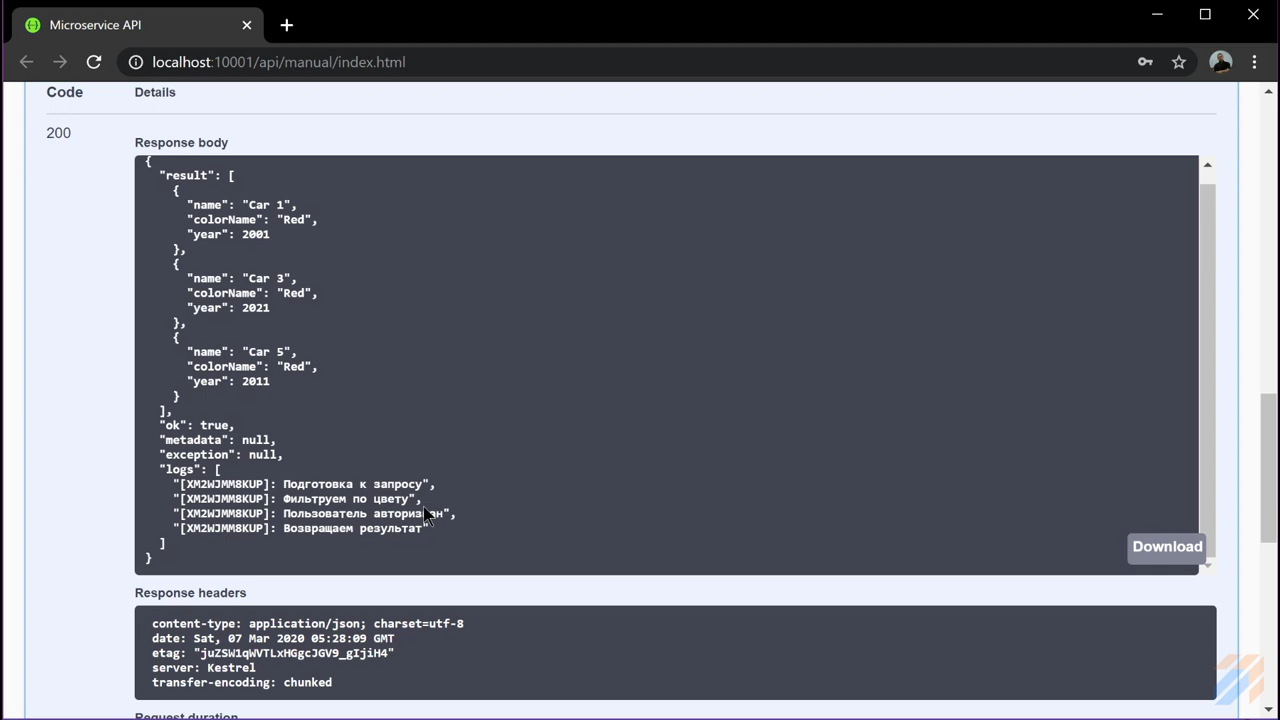 Microservice API
localhost:10001/api/manual/index.html
Code Details
200
Response body
{
"result": [
{
"name": "Car 1",
"colorName": "Red",
"year": 2001
},
{
"name": "Car 3",
"colorName": "Red",
"year": 2021
},
{
"name": "Car 5",
"colorName": "Red",
"year": 2011
}
],
"ok": true,
"metadata": null,
"exception": null,
"logs": [
"[XM2WJMM8KUP]: Подготовка к запросу",
"[XM2WJMM8KUP]: Фильтруем по цвету",
"[XM2WJMM8KUP]: Пользователь авторизван",
"[XM2WJMM8KUP]: Возвращаем результат"
]
}
Download
Response headers
content-type: application/json; charset=utf-8
date: Sat, 07 Mar 2020 05:28:09 GMT
etag: "juZSW1qWVTLxHGgcJGV9_gIjiH4"
server: Kestrel
transfer-encoding: chunked
Request duration